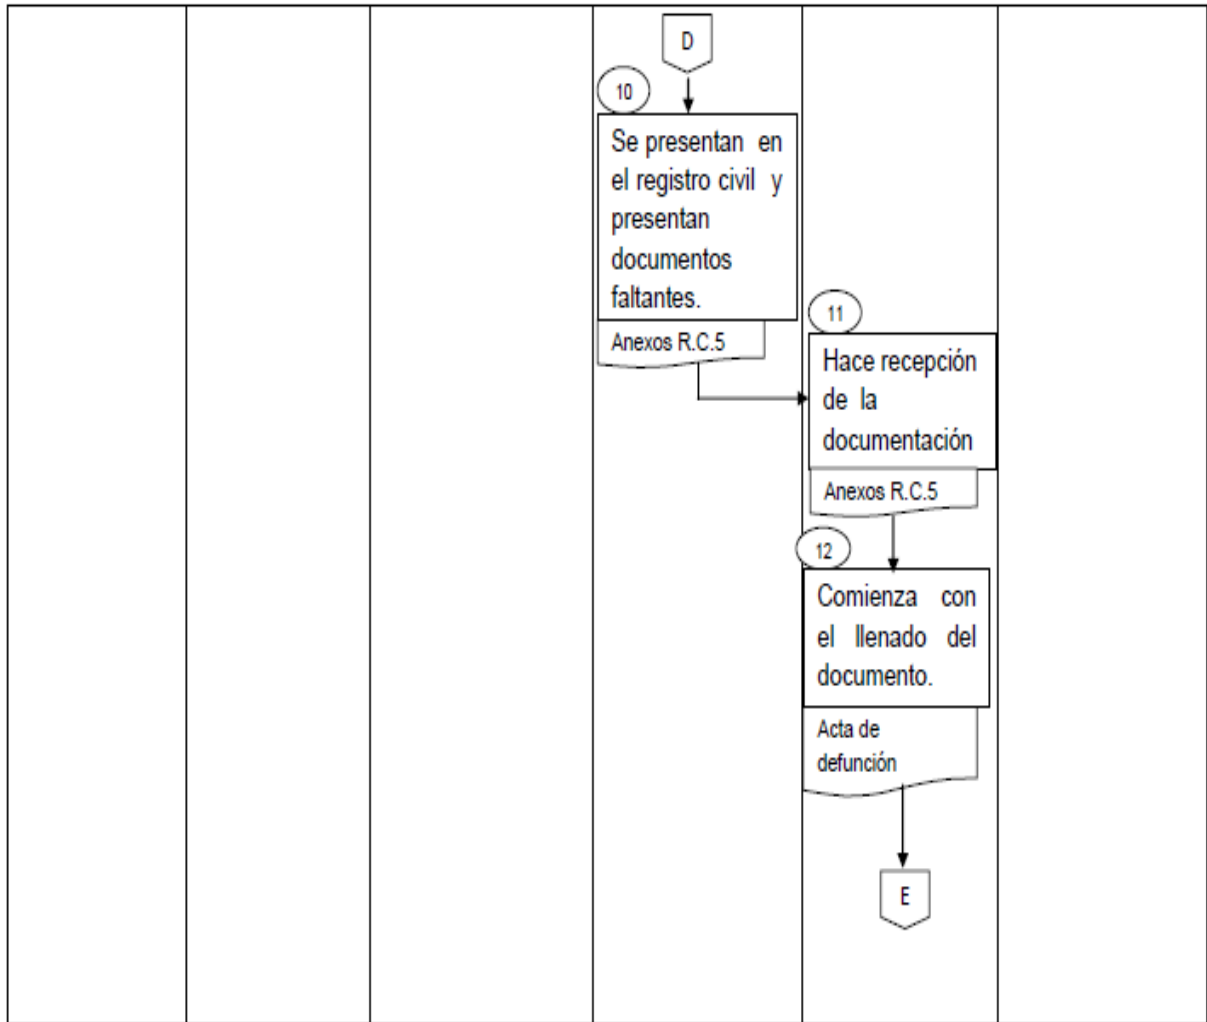 D
10
Se presentan en
el registro civil y
presentan
documentos
faltantes.
Anexos R.C.5
11
Hace recepción
de la
documentación
Anexos R.C.5
12
Comienza con
el llenado del
documento.
Acta de
defunción
E